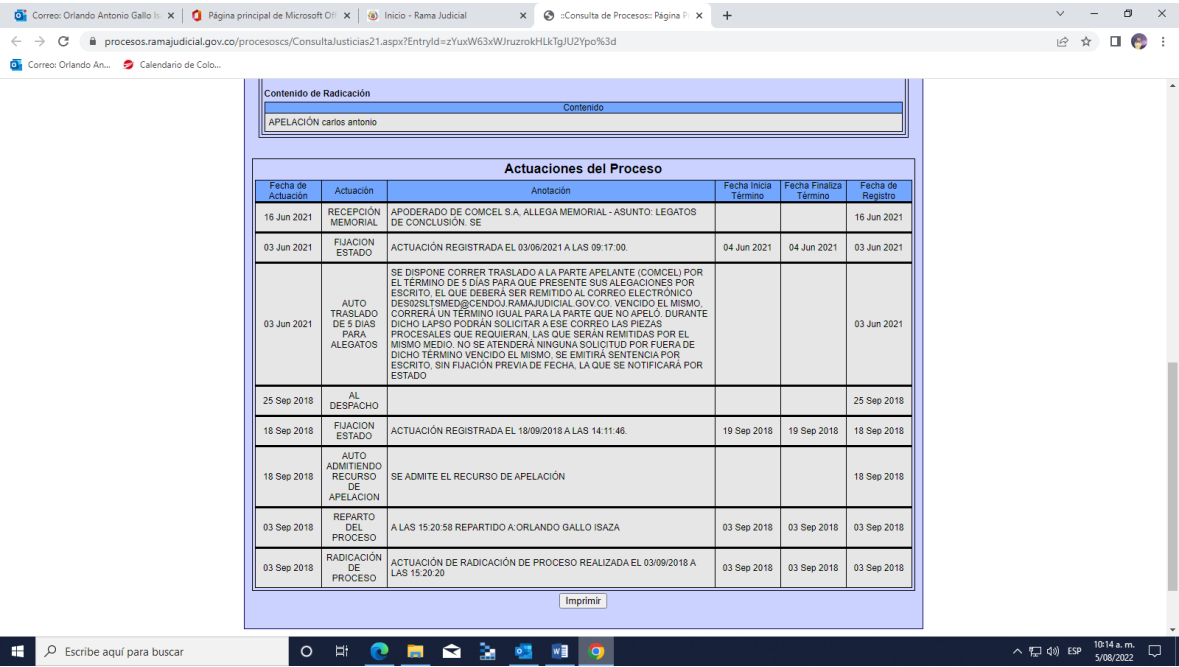 Correo: Orlando Antonio Gallo Is
Página principal de Microsoft Off
Inicio - Rama Judicial
::Consulta de Procesos:: Página Pr
procesos.ramajudicial.gov.co/procesoscs/ConsultaJusticias21.aspx?EntryId=zYuxW63xWJruzrokHLkTgJU2Ypo%3d
Correo: Orlando An...
Calendario de Colo...
Contenido de Radicación
Contenido
APELACIÓN carlos antonio
Actuaciones del Proceso
Fecha de Actuación
Actuación
Anotación
Fecha Inicia Término
Fecha Finaliza Término
Fecha de Registro
16 Jun 2021
RECEPCIÓN
MEMORIAL
APODERADO DE COMCEL S.A, ALLEGA MEMORIAL - ASUNTO: LEGATOS
DE CONCLUSIÓN. SE
16 Jun 2021
03 Jun 2021
FIJACION
ESTADO
ACTUACIÓN REGISTRADA EL 03/06/2021 A LAS 09:17:00.
04 Jun 2021
04 Jun 2021
03 Jun 2021
03 Jun 2021
AUTO
TRASLADO
DE 5 DIAS
PARA
ALEGATOS
SE DISPONE CORRER TRASLADO A LA PARTE APELANTE (COMCEL) POR
EL TÉRMINO DE 5 DÍAS PARA QUE PRESENTE SUS ALEGACIONES POR
ESCRITO, EL QUE DEBERÁ SER REMITIDO AL CORREO ELECTRÓNICO
DES02SLTSMED@CENDOJ.RAMAJUDICIAL.GOV.CO. VENCIDO EL MISMO,
CORRERÁ UN TÉRMINO IGUAL PARA LA PARTE QUE NO APELÓ. DURANTE
DICHO LAPSO PODRÁN SOLICITAR A ESE CORREO LAS PIEZAS
PROCESALES QUE REQUIERAN, LAS QUE SERÁN REMITIDAS POR EL
MISMO MEDIO. NO SE ATENDERÁ NINGUNA SOLICITUD POR FUERA DE
DICHO TÉRMINO VENCIDO EL MISMO, SE EMITIRÁ SENTENCIA POR
ESCRITO, SIN FIJACIÓN PREVIA DE FECHA, LA QUE SE NOTIFICARÁ POR
ESTADO
03 Jun 2021
25 Sep 2018
AL
DESPACHO
25 Sep 2018
18 Sep 2018
FIJACION
ESTADO
ACTUACIÓN REGISTRADA EL 18/09/2018 A LAS 14:11:46.
19 Sep 2018
19 Sep 2018
18 Sep 2018
18 Sep 2018
AUTO
ADMITIENDO
RECURSO
DE
APELACION
SE ADMITE EL RECURSO DE APELACIÓN
18 Sep 2018
03 Sep 2018
REPARTO
DEL
PROCESO
A LAS 15:20:58 REPARTIDO A:ORLANDO GALLO ISAZA
03 Sep 2018
03 Sep 2018
03 Sep 2018
03 Sep 2018
RADICACIÓN
DE
PROCESO
ACTUACIÓN DE RADICACIÓN DE PROCESO REALIZADA EL 03/09/2018 A
LAS 15:20:20
03 Sep 2018
03 Sep 2018
03 Sep 2018
Imprimir
Escribe aquí para buscar
ESP
10:14 a. m.
5/08/2022